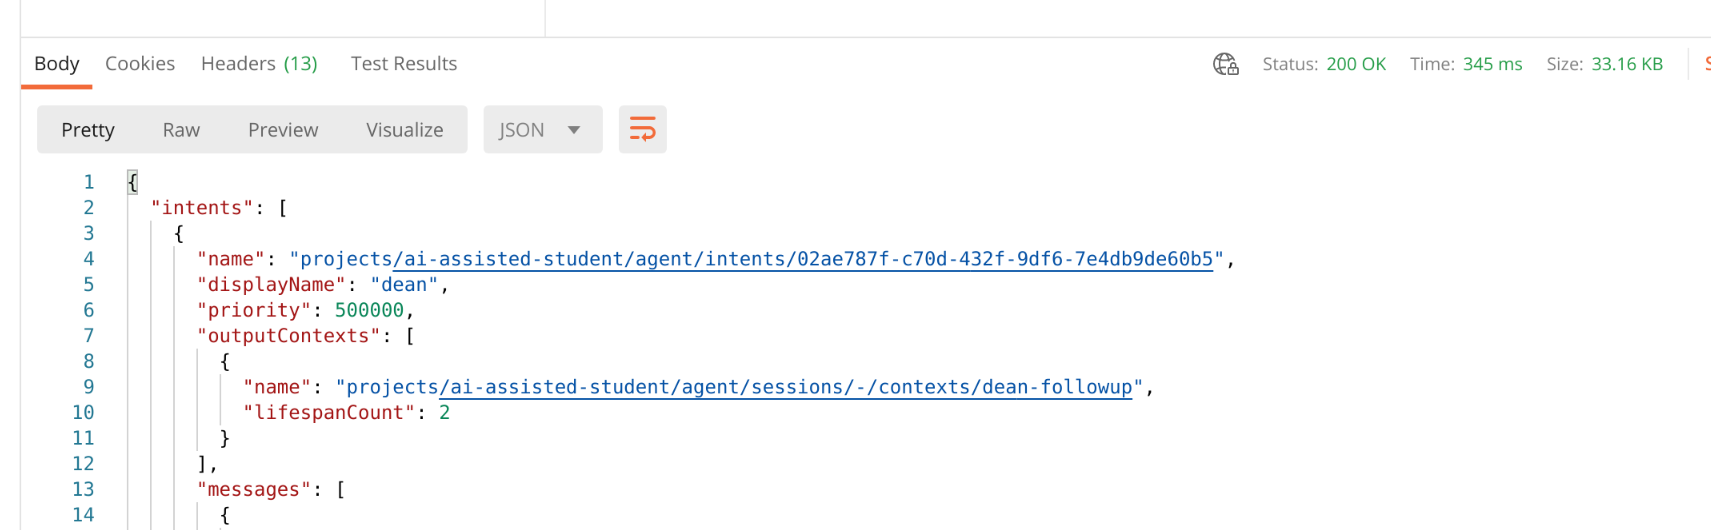 Body Cookies Headers (13) Test Results Status: 200 OK Time: 345 ms Size: 33.16 KB
Pretty Raw Preview Visualize JSON
1 {
2 "intents": [
3 {
4 "name": "projects/ai-assisted-student/agent/intents/02ae787f-c70d-432f-9df6-7e4db9de60b5",
5 "displayName": "dean",
6 "priority": 500000,
7 "outputContexts": [
8 {
9 "name": "projects/ai-assisted-student/agent/sessions/-/contexts/dean-followup",
10 "lifespanCount": 2
11 }
12 ],
13 "messages": [
14 {